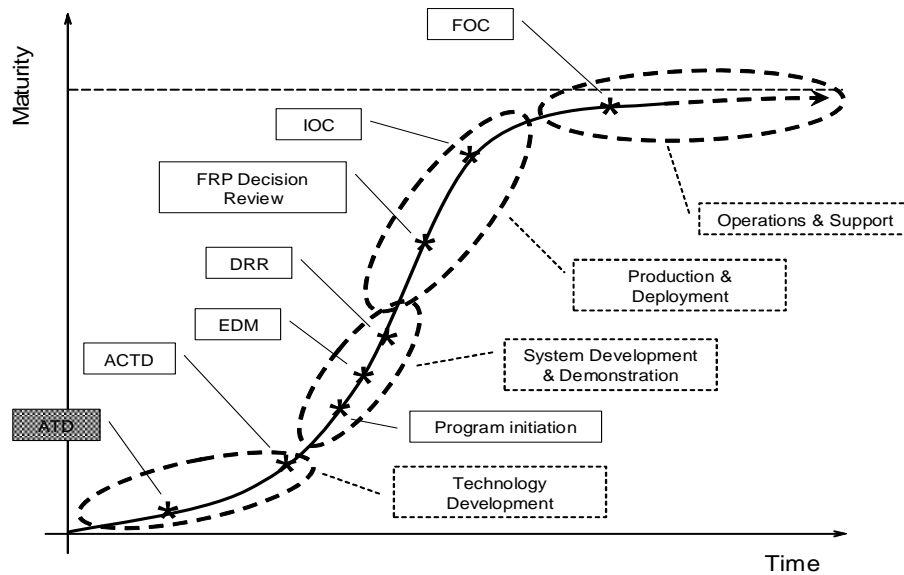 FOC
Maturity
IOC
FRP Decision
Review
Operations & Support
DRR
Production &
Deployment
EDM
System Development
& Demonstration
ACTD
ATD
Program initiation
Technology
Development
Time